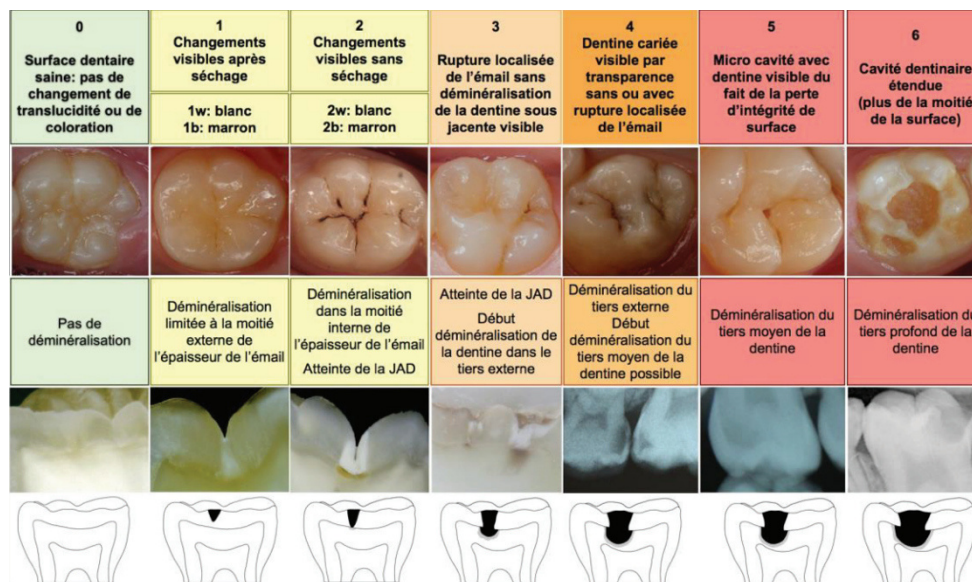 0
Surface dentaire
saine: pas de
changement de
translucidité ou de
coloration
1
Changements
visibles après
séchage
1w: blanc
1b: marron
2
Changements
visibles sans
séchage
2w: blanc
2b: marron
3
Rupture localisée
de l'émail sans
déminéralisation
de la dentine sous
jacente visible
4
Dentine cariée
visible par
transparence
sans ou avec
rupture localisée
de l'émail
5
Micro cavité avec
dentine visible du
fait de la perte
d'intégrité de
surface
6
Cavité dentinaire
étendue
(plus de la moitié
de la surface)
Pas de
déminéralisation
Déminéralisation
limitée à la moitié
externe de
l'épaisseur de l'émail
Déminéralisation
dans la moitié
interne de
l'épaisseur de l'émail
Atteinte de la JAD
Atteinte de la JAD
Début
déminéralisation de
la dentine dans le
tiers externe
Déminéralisation du
tiers externe
Début
déminéralisation du
tiers moyen de la
dentine possible
Déminéralisation du
tiers moyen de la
dentine
Déminéralisation du
tiers profond de la
dentine